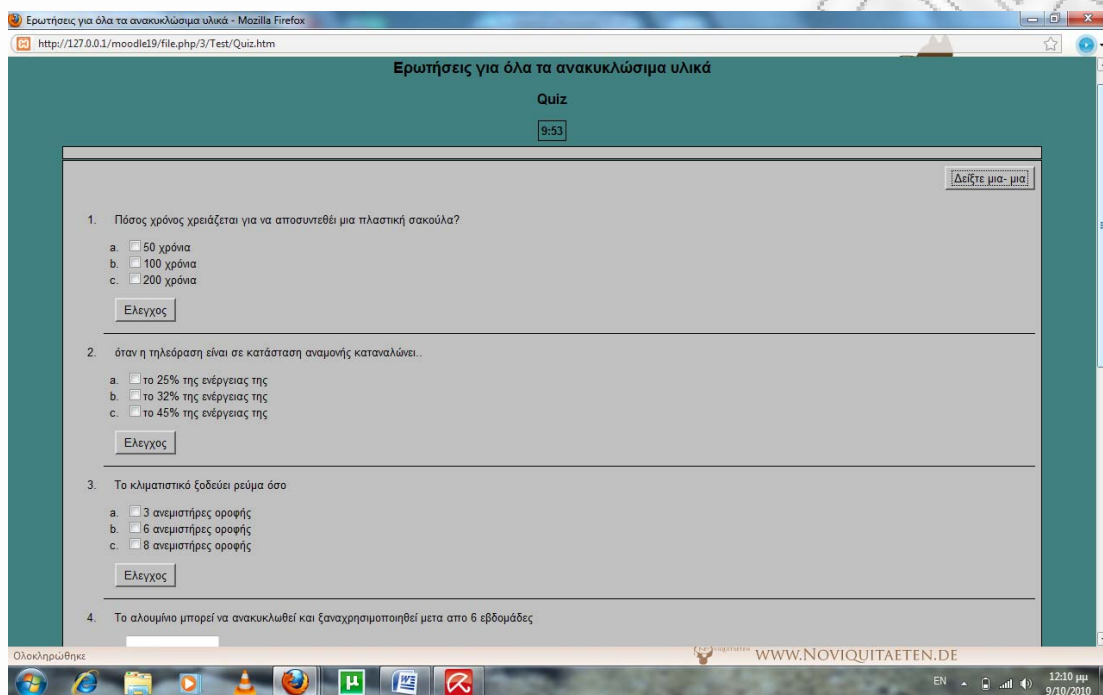 Ερωτήσεις για όλα τα ανακυκλώσιμα υλικά - Mozilla Firefox
http://127.0.0.1/moodle19/file.php/3/Test/Quiz.htm
Ερωτήσεις για όλα τα ανακυκλώσιμα υλικά
Quiz
9:53
Δείξτε μια- μια
1. Πόσος χρόνος χρειάζεται για να αποσυντεθέι μια πλαστική σακούλα?
a. 50 χρόνια
b. 100 χρόνια
c. 200 χρόνια
Ελεγχος
2. όταν η τηλεόραση είναι σε κατάσταση αναμονής καταναλώνει..
a. το 25% της ενέργειας της
b. το 32% της ενέργειας της
c. το 45% της ενέργειας της
Ελεγχος
3. Το κλιματιστικό ξοδεύει ρεύμα όσο
a. 3 ανεμιστήρες οροφής
b. 6 ανεμιστήρες οροφής
c. 8 ανεμιστήρες οροφής
Ελεγχος
4. Το αλουμίνιο μπορεί να ανακυκλωθεί και ξαναχρησιμοποιηθεί μετα απο 6 εβδομάδες
Ολοκληρώθηκε
WWW.NOVIQUITAETEN.DE
EN
12:10 μμ
9/10/2010